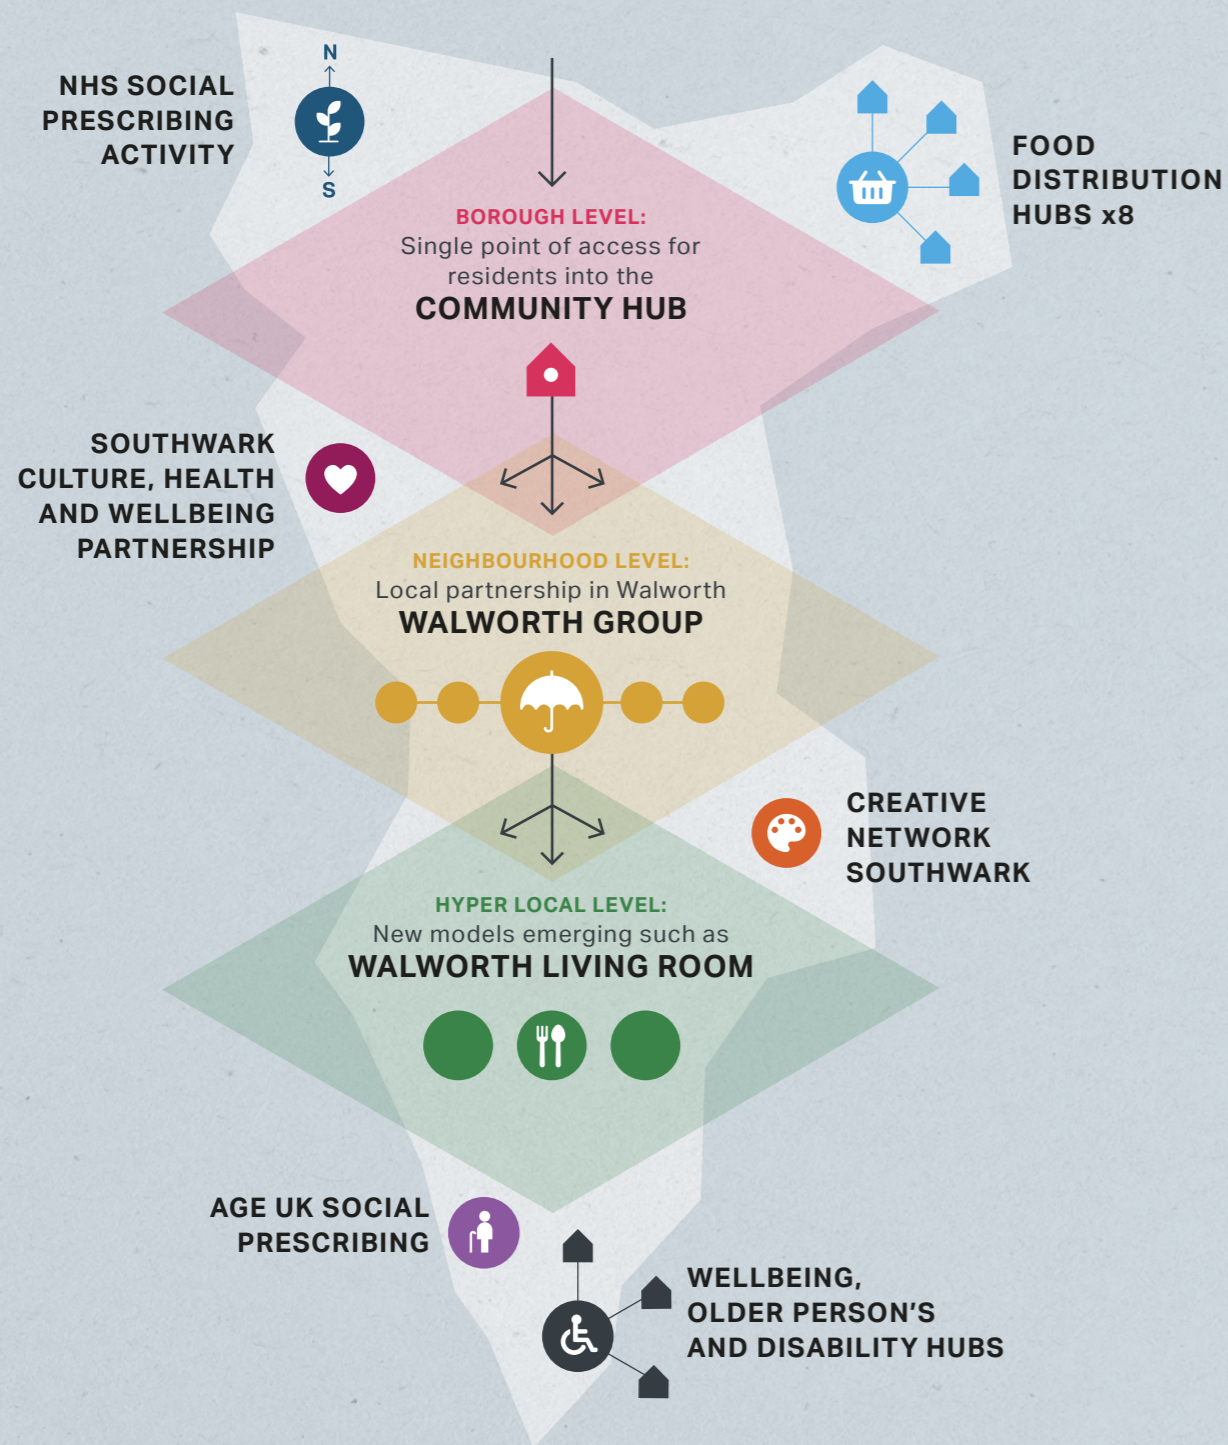 N
NHS SOCIAL
PRESCRIBING
ACTIVITY
S
FOOD
DISTRIBUTION
HUBS x8
BOROUGH LEVEL:
Single point of access for
residents into the
COMMUNITY HUB
SOUTHWARK
CULTURE, HEALTH
AND WELLBEING
PARTNERSHIP
NEIGHBOURHOOD LEVEL:
Local partnership in Walworth
WALWORTH GROUP
CREATIVE
NETWORK
SOUTHWARK
HYPER LOCAL LEVEL:
New models emerging such as
WALWORTH LIVING ROOM
AGE UK SOCIAL
PRESCRIBING
WELLBEING,
OLDER PERSON'S
AND DISABILITY HUBS